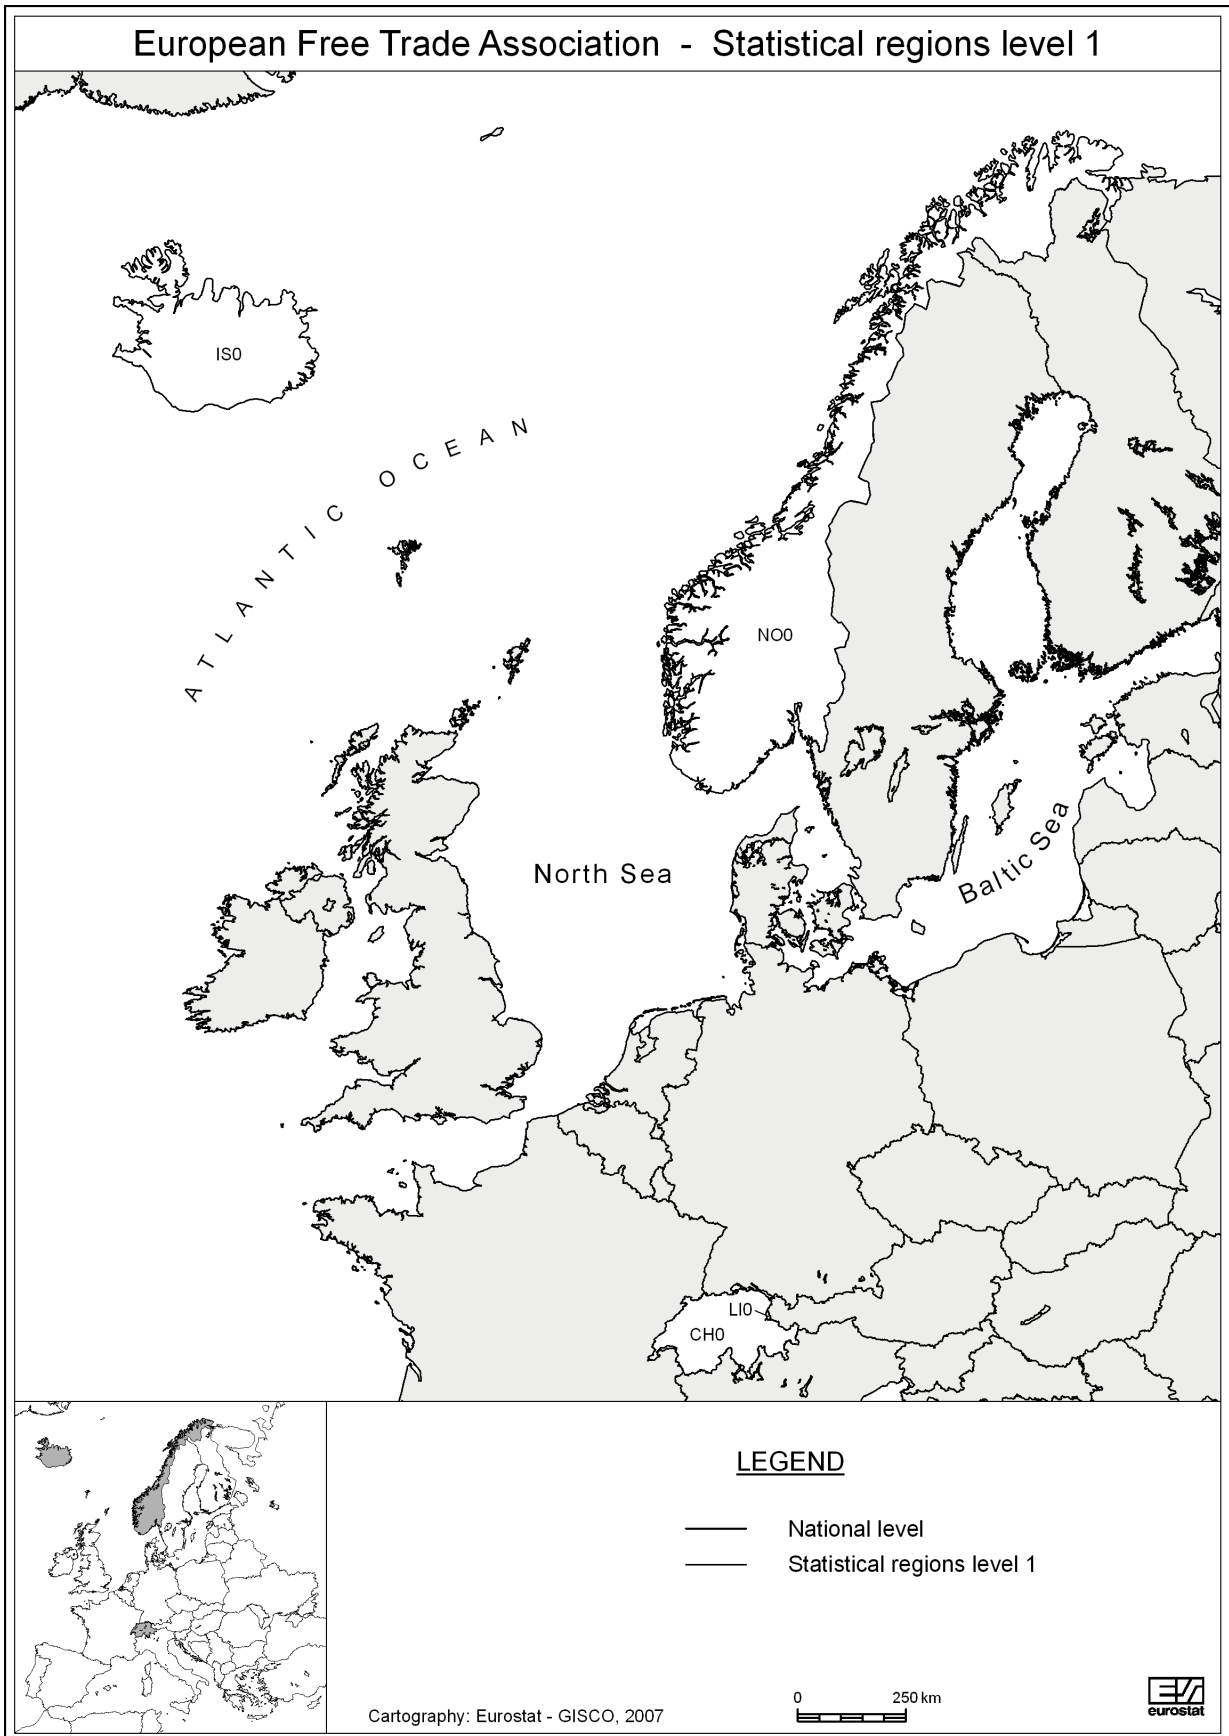 European Free Trade Association - Statistical regions level 1
IS0
ATLANTIC OCEAN
NO0
North Sea
Baltic Sea
LI0
CH0
LEGEND
National level
Statistical regions level 1
0 250 km
Cartography: Eurostat - GISCO, 2007
eurostat